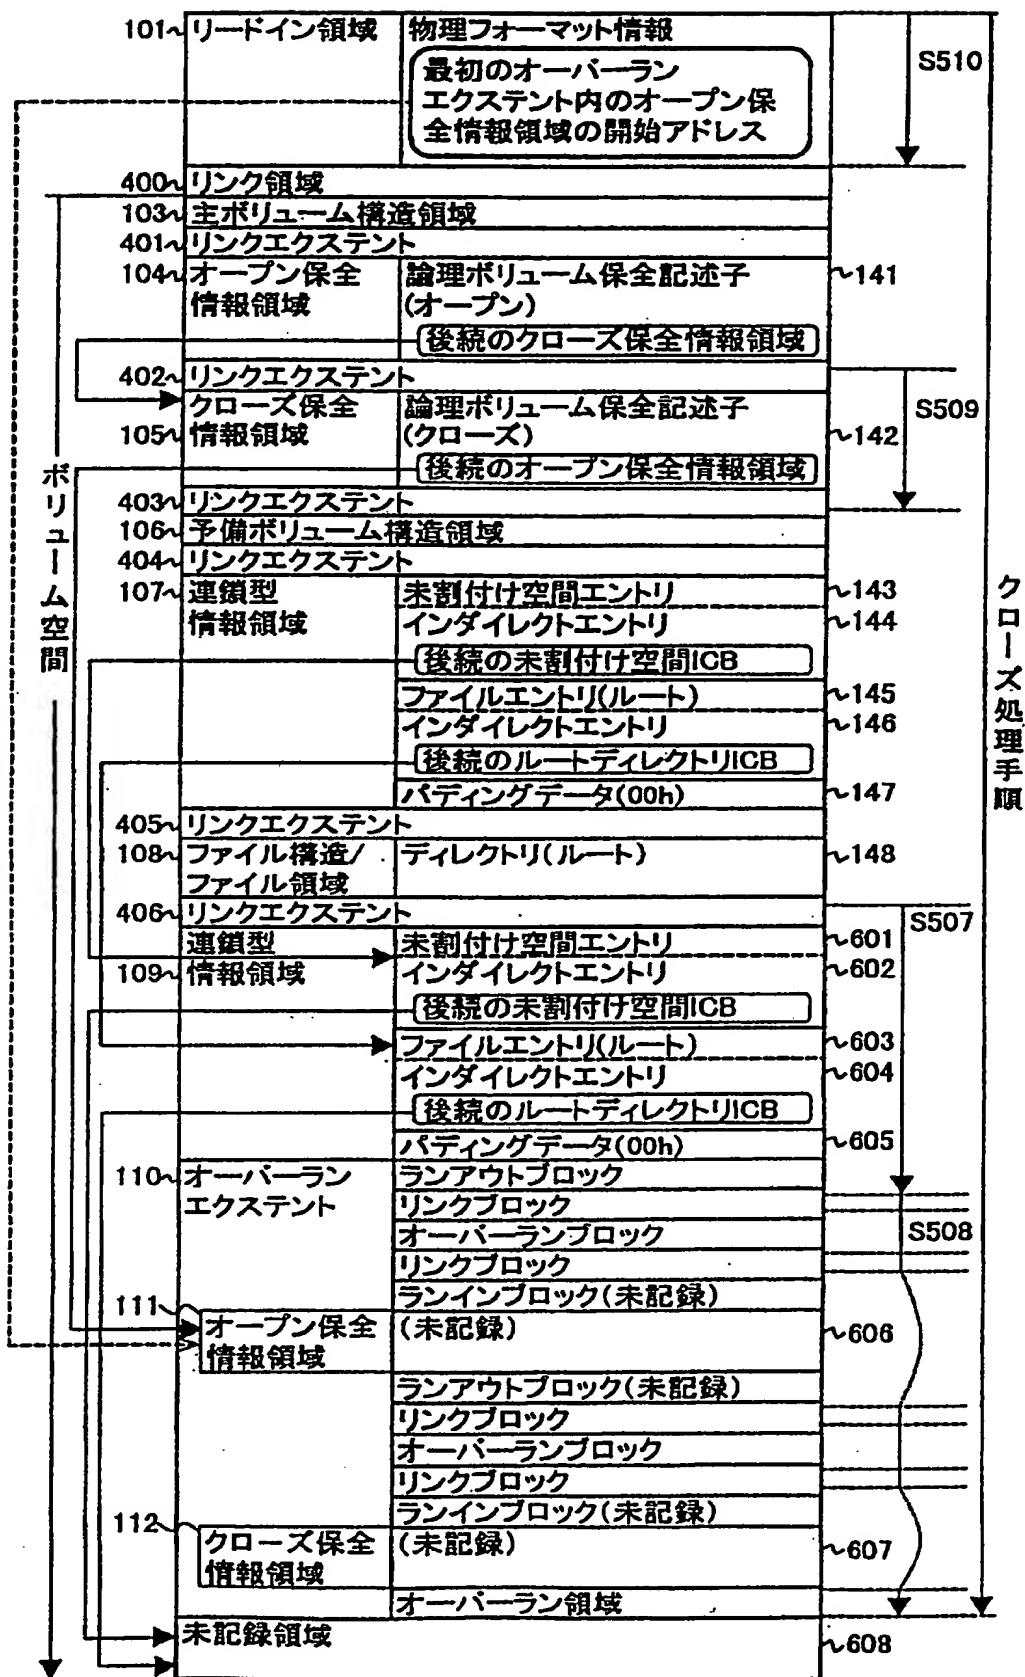 101 リードイン領域 物理フォーマット情報
最初のオーバーラン
エクステント内のオープン保
全情報領域の開始アドレス
S510
400 リンク領域
103 主ボリューム構造領域
401 リンクエクステント
104 オープン保全 論理ボリューム保全記述子 141
情報領域 (オープン)
後続のクローズ保全情報領域
402 リンクエクステント
クローズ保全 論理ボリューム保全記述子 S509
105 情報領域 (クローズ) 142
後続のオープン保全情報領域
403 リンクエクステント
106 予備ボリューム構造領域
404 リンクエクステント
107 連鎖型 未割付け空間エントリ 143
情報領域 インダイレクトエントリ 144
後続の未割付け空間ICB
ファイルエントリ(ルート) 145
インダイレクトエントリ 146
後続のルートディレクトリICB
パディングデータ(00h) 147
405 リンクエクステント
108 ファイル構造/ ディレクトリ(ルート) 148
ファイル領域
406 リンクエクステント S507
連鎖型 未割付け空間エントリ 601
109 情報領域 インダイレクトエントリ 602
後続の未割付け空間ICB
ファイルエントリ(ルート) 603
インダイレクトエントリ 604
後続のルートディレクトリICB
パディングデータ(00h) 605
110 オーバーラン ランアウトブロック
エクステント リンクブロック
オーバーランブロック S508
リンクブロック
ランインブロック(未記録)
111 オープン保全 (未記録) 606
情報領域
ランアウトブロック(未記録)
リンクブロック
オーバーランブロック
リンクブロック
ランインブロック(未記録)
112 クローズ保全 (未記録) 607
情報領域
オーバーラン領域
未記録領域 608
ボリューム空間
クローズ処理手順